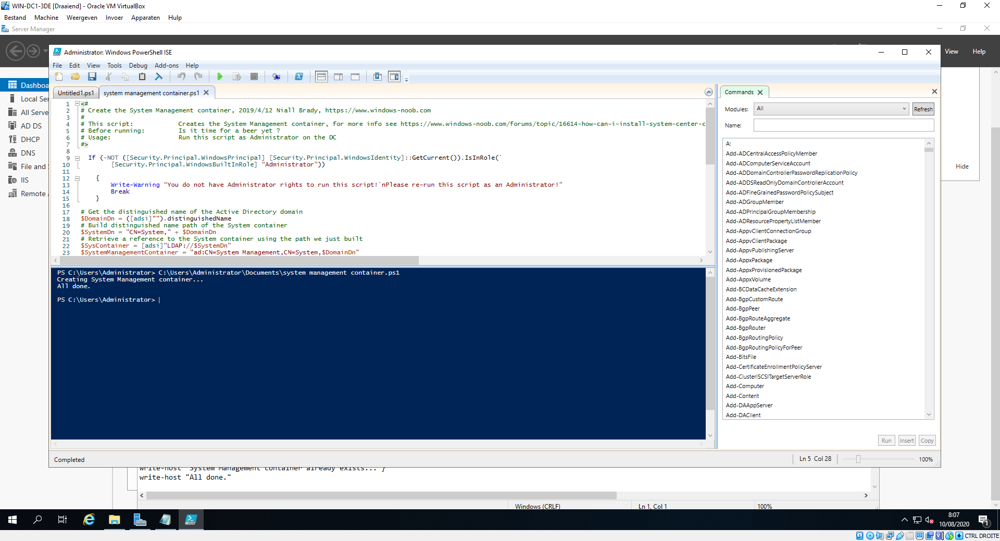 WIN-DC1-3DE [Draaiend] - Oracle VM VirtualBox
Bestand Machine Weergeven Invoer Apparaten Hulp
Server Manager
View Help
Dashboa
Local Ser
All Serve
AD DS
DHCP
DNS
File and
IIS
Remote
Hide
Administrator: Windows PowerShell ISE
File Edit View Tools Debug Add-ons Help
Untitled1.ps1 system management container.ps1
1 <#
2 # Create the System Management container, 2019/4/12 Niall Brady, https://www.windows-noob.com
3 #
4 # This script: Creates the System Management container, for more info see https://www.windows-noob.com/forums/topic/16614-how-can-i-install-system-center-c
5 # Before running: Is it time for a beer yet ?
6 # Usage: Run this script as Administrator on the DC
7 #>
8
9 If (-NOT ([Security.Principal.WindowsPrincipal] [Security.Principal.WindowsIdentity]::GetCurrent()).IsInRole(`
10 [Security.Principal.WindowsBuiltInRole] “Administrator”))
11
12 {
13 Write-Warning “You do not have Administrator rights to run this script!`nPlease re-run this script as an Administrator!”
14 Break
15 }
16
17 # Get the distinguished name of the Active Directory domain
18 $DomainDn = ([adsi]"").distinguishedName
19 # Build distinguished name path of the System container
20 $SystemDn = "CN=System," + $DomainDn
21 # Retrieve a reference to the System container using the path we just built
22 $SysContainer = [adsi]"LDAP://$SystemDn"
23 $SystemManagementContainer = "ad:CN=System Management,CN=System,$DomainDn"
PS C:\Users\Administrator> C:\Users\Administrator\Documents\system management container.ps1
Creating System Management container...
All done.
PS C:\Users\Administrator>
Commands
Modules: All Refresh
Name:
A:
Add-ADCentralAccessPolicyMember
Add-ADComputerServiceAccount
Add-ADDomainControllerPasswordReplicationPolicy
Add-ADDSReadOnlyDomainControllerAccount
Add-ADFineGrainedPasswordPolicySubject
Add-ADGroupMember
Add-ADPrincipalGroupMembership
Add-ADResourcePropertyListMember
Add-AppvClientConnectionGroup
Add-AppvClientPackage
Add-AppvPublishingServer
Add-AppxPackage
Add-AppxProvisionedPackage
Add-AppxVolume
Add-BCDataCacheExtension
Add-BgpCustomRoute
Add-BgpPeer
Add-BgpRouteAggregate
Add-BgpRouter
Add-BgpRoutingPolicy
Add-BgpRoutingPolicyForPeer
Add-BitsFile
Add-CertificateEnrollmentPolicyServer
Add-ClusteriSCSITargetServerRole
Add-Computer
Add-Content
Add-DAAppServer
Add-DAClient
Run Insert Copy
Completed Ln 5 Col 28 100%
write-host "System Management container already exists..." }
write-host "All done."
Windows (CRLF) Ln 1, Col 1 100%
8:07
10/08/2020
1
CTRL DROITE